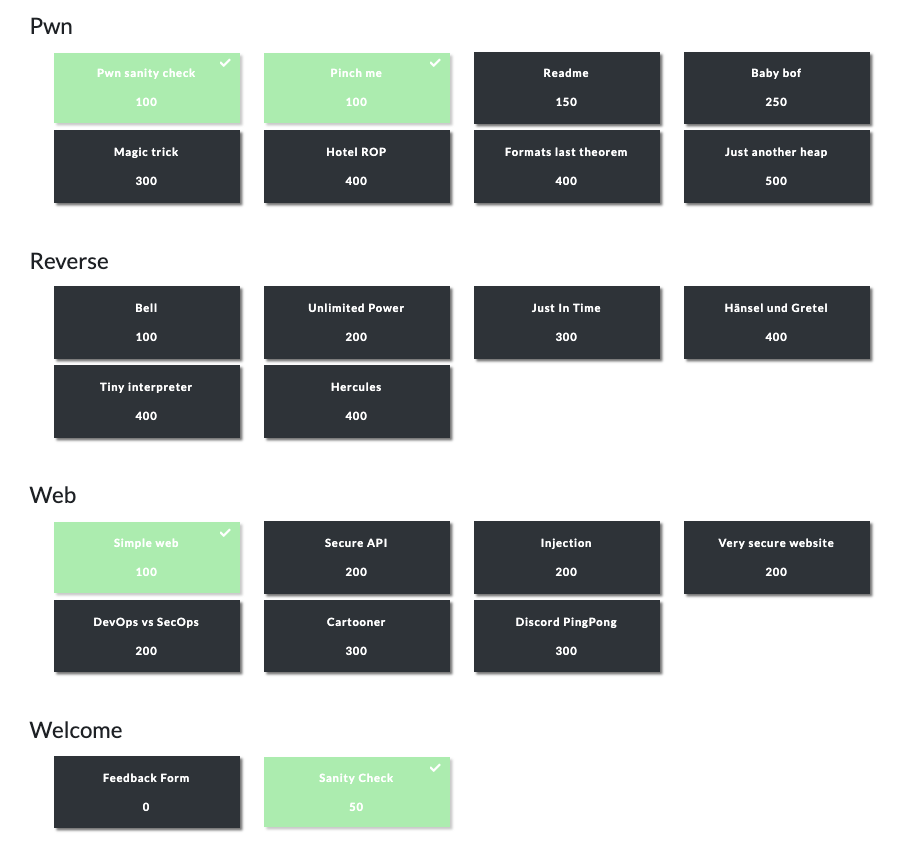 Pwn
Pwn sanity check
100
Pinch me
100
Readme
150
Baby bof
250
Magic trick
300
Hotel ROP
400
Formats last theorem
400
Just another heap
500
Reverse
Bell
100
Unlimited Power
200
Just In Time
300
Hänsel und Gretel
400
Tiny interpreter
400
Hercules
400
Web
Simple web
100
Secure API
200
Injection
200
Very secure website
200
DevOps vs SecOps
200
Cartooner
300
Discord PingPong
300
Welcome
Feedback Form
0
Sanity Check
50